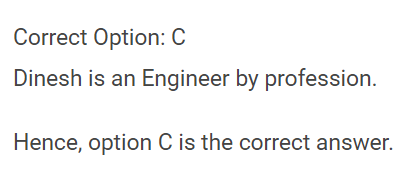 Correct Option: C
Dinesh is an Engineer by profession.
Hence, option C is the correct answer.